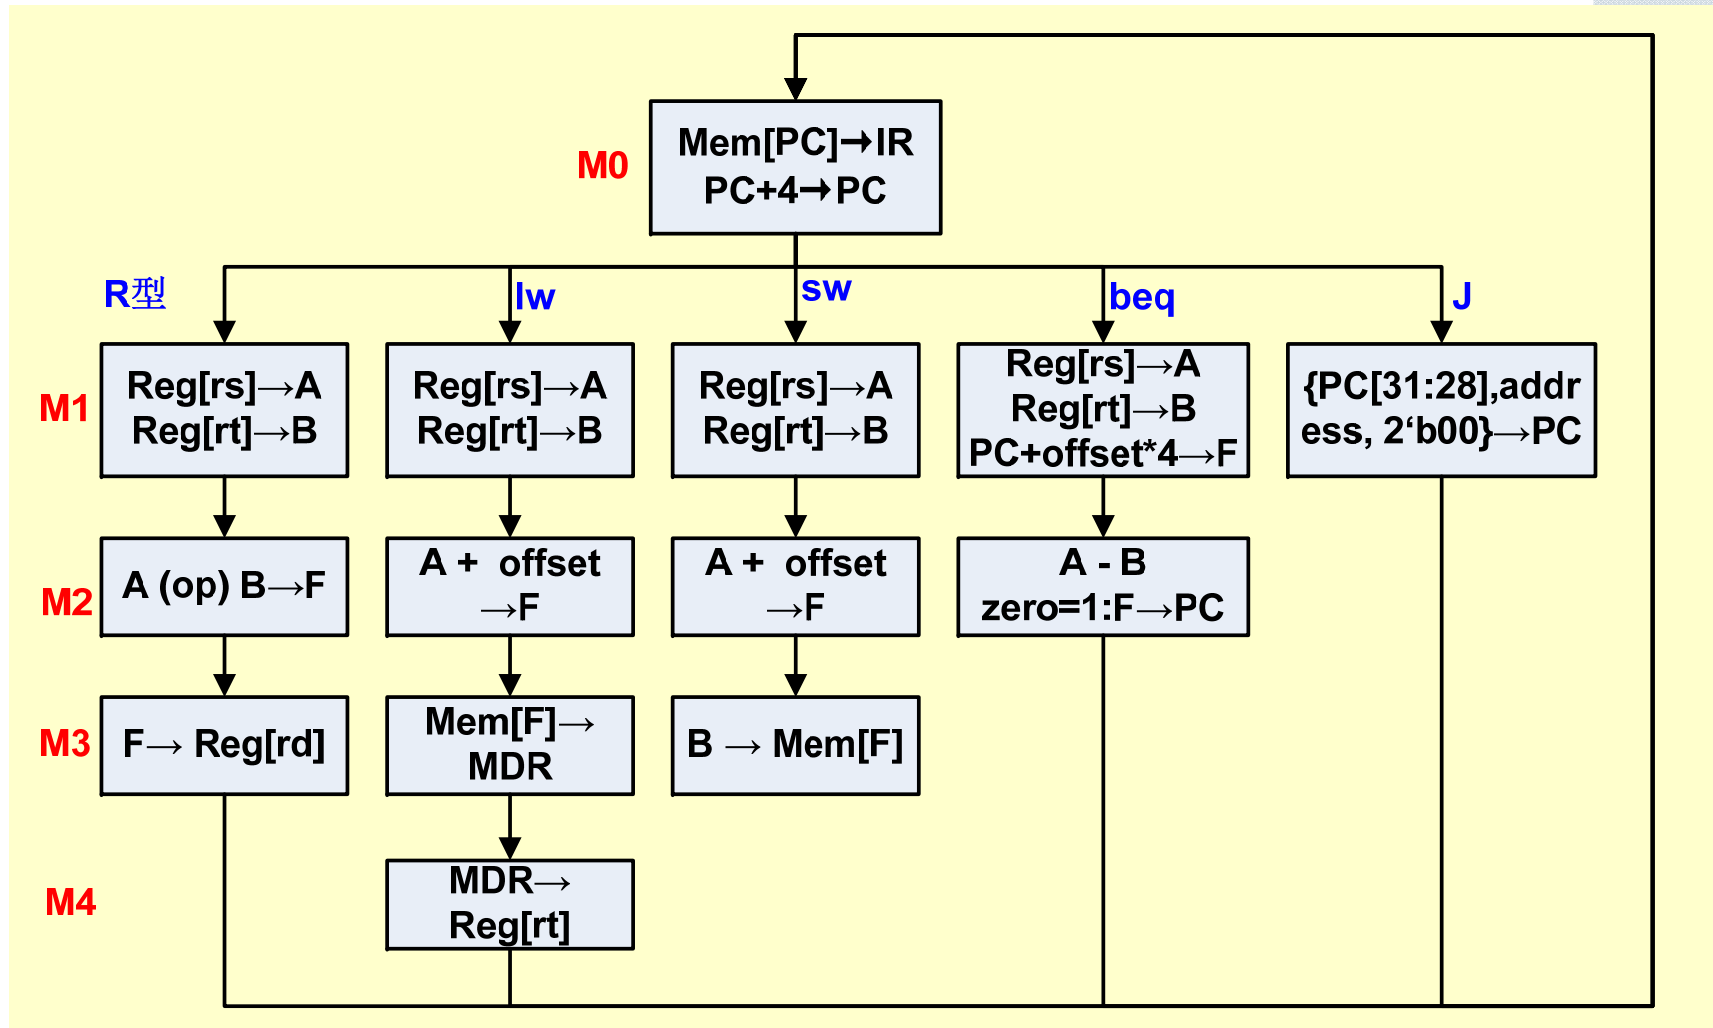 Mem[PC]→IR
PC+4→PC
M0
R型
lw
sw
beq
J
M1
Reg[rs]→A
Reg[rt]→B
Reg[rs]→A
Reg[rt]→B
Reg[rs]→A
Reg[rt]→B
Reg[rs]→A
Reg[rt]→B
PC+offset*4→F
{PC[31:28],addr
ess, 2‘b00}→PC
M2
A (op) B→F
A + offset
→F
A + offset
→F
A - B
zero=1:F→PC
M3
F→ Reg[rd]
Mem[F]→
MDR
B → Mem[F]
M4
MDR→
Reg[rt]